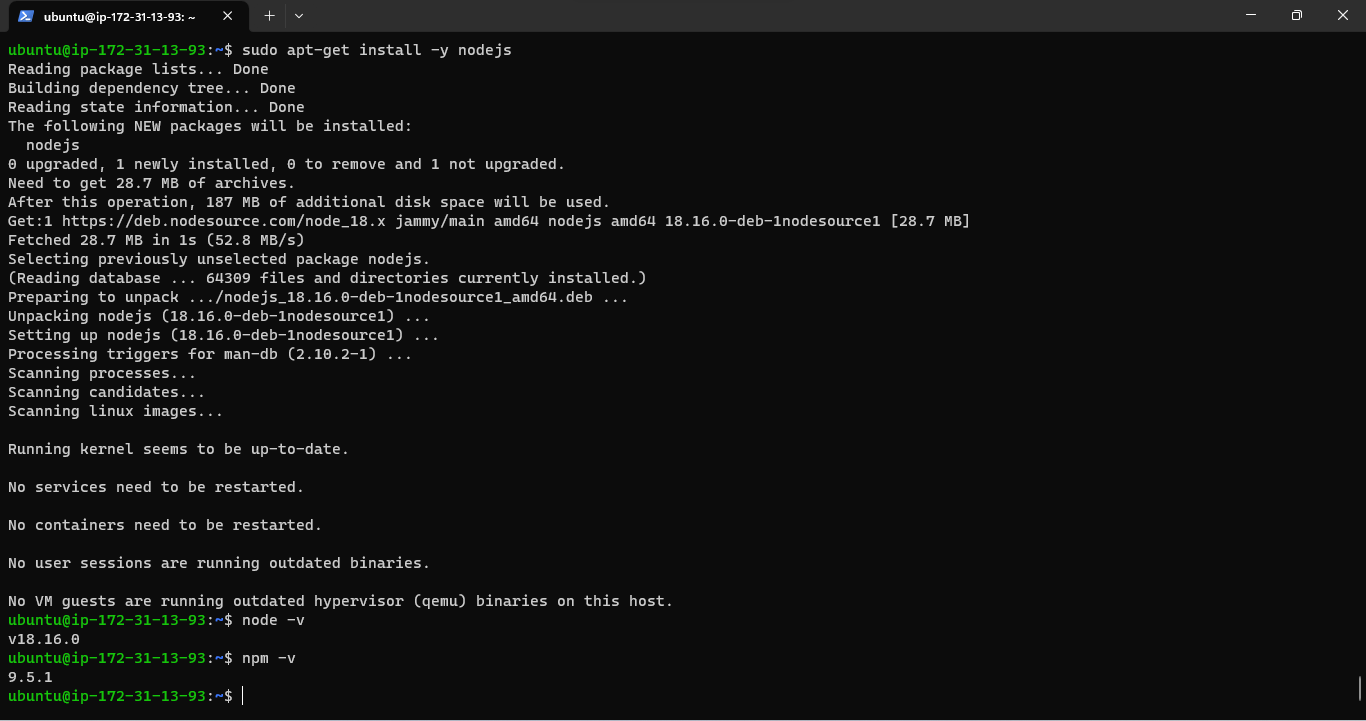 ubuntu@ip-172-31-13-93: ~
ubuntu@ip-172-31-13-93:~$ sudo apt-get install -y nodejs
Reading package lists... Done
Building dependency tree... Done
Reading state information... Done
The following NEW packages will be installed:
  nodejs
0 upgraded, 1 newly installed, 0 to remove and 1 not upgraded.
Need to get 28.7 MB of archives.
After this operation, 187 MB of additional disk space will be used.
Get:1 https://deb.nodesource.com/node_18.x jammy/main amd64 nodejs amd64 18.16.0-deb-1nodesource1 [28.7 MB]
Fetched 28.7 MB in 1s (52.8 MB/s)
Selecting previously unselected package nodejs.
(Reading database ... 64309 files and directories currently installed.)
Preparing to unpack .../nodejs_18.16.0-deb-1nodesource1_amd64.deb ...
Unpacking nodejs (18.16.0-deb-1nodesource1) ...
Setting up nodejs (18.16.0-deb-1nodesource1) ...
Processing triggers for man-db (2.10.2-1) ...
Scanning processes...
Scanning candidates...
Scanning linux images...

Running kernel seems to be up-to-date.

No services need to be restarted.

No containers need to be restarted.

No user sessions are running outdated binaries.

No VM guests are running outdated hypervisor (qemu) binaries on this host.
ubuntu@ip-172-31-13-93:~$ node -v
v18.16.0
ubuntu@ip-172-31-13-93:~$ npm -v
9.5.1
ubuntu@ip-172-31-13-93:~$